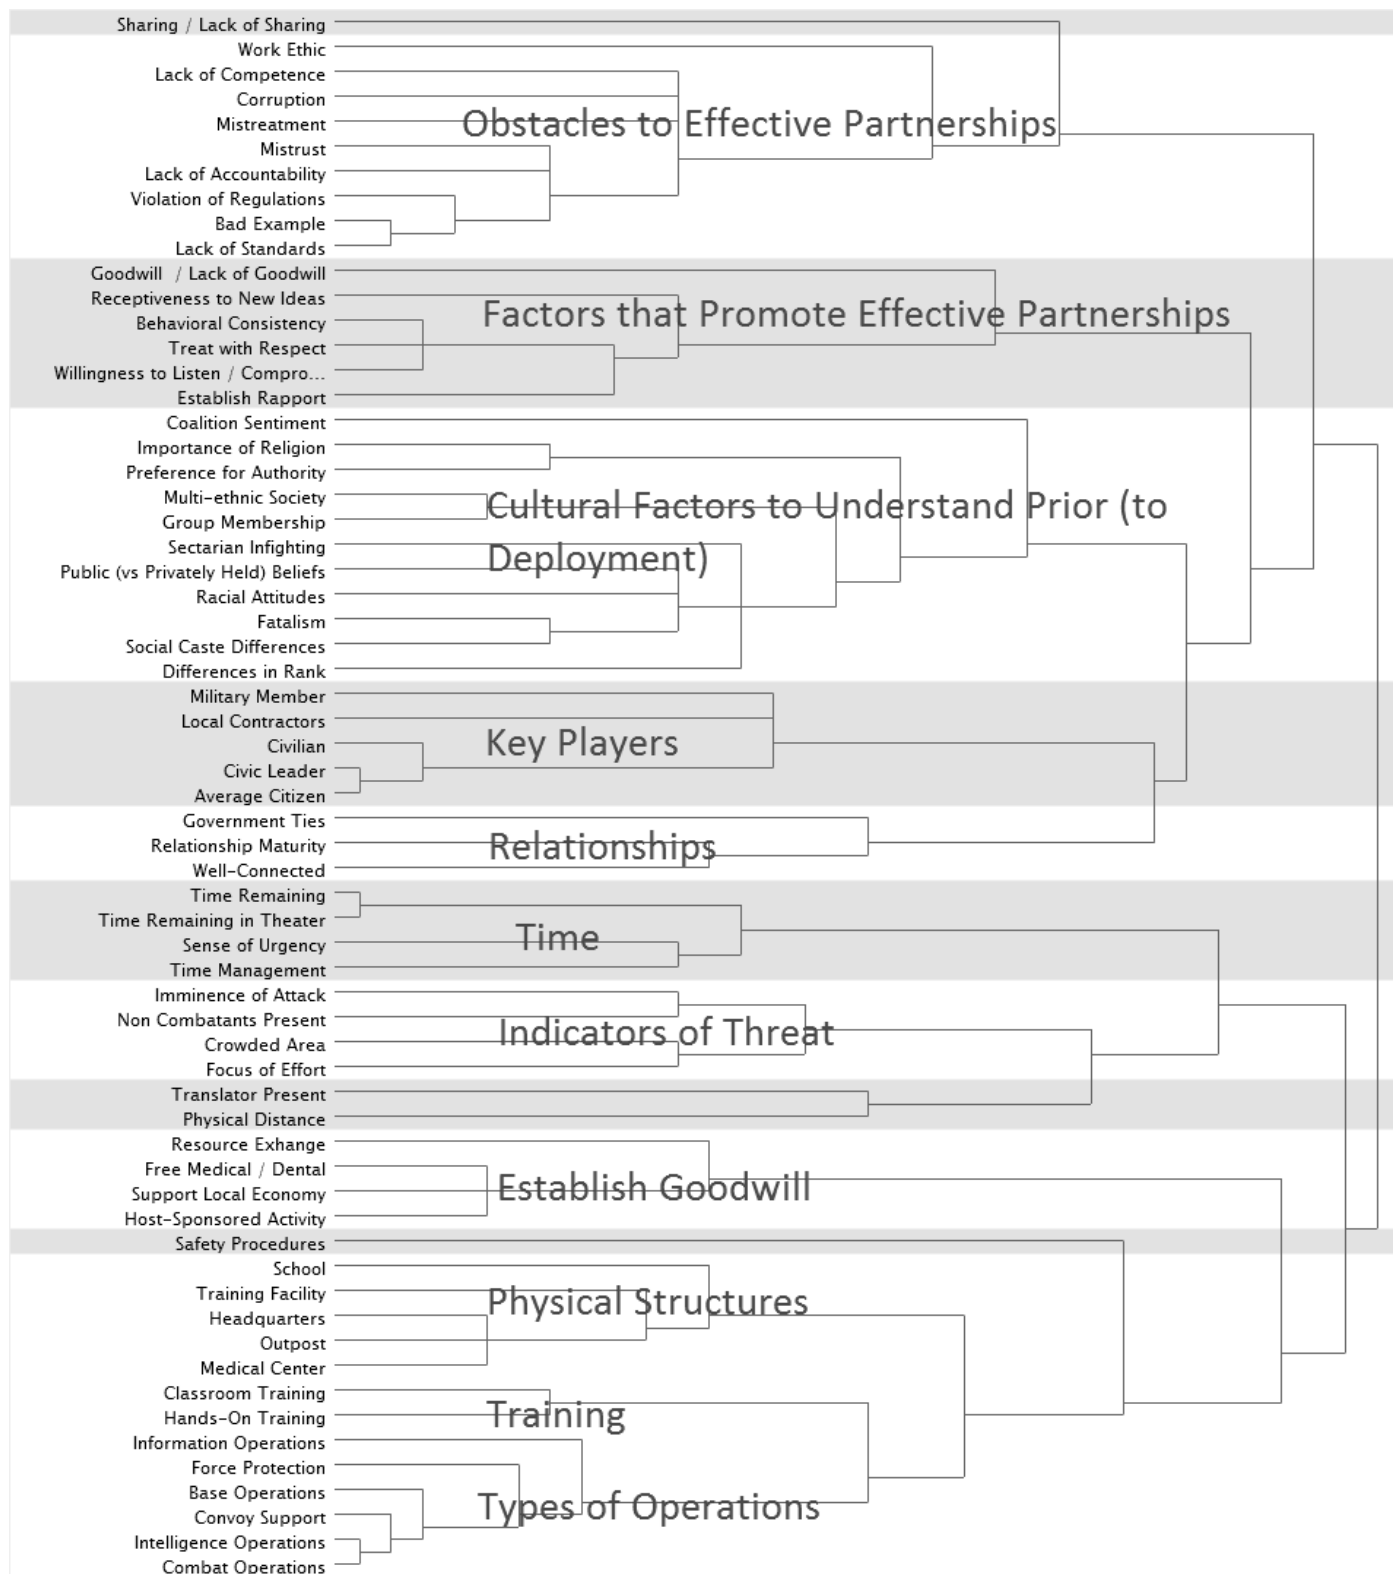 Sharing / Lack of Sharing
Work Ethic
Lack of Competence
Corruption
Mistreatment
Obstacles to Effective Partnerships
Mistrust
Lack of Accountability
Violation of Regulations
Bad Example
Lack of Standards
Goodwill / Lack of Goodwill
Receptiveness to New Ideas
Factors that Promote Effective Partnerships
Behavioral Consistency
Treat with Respect
Willingness to Listen / Compro...
Establish Rapport
Coalition Sentiment
Importance of Religion
Preference for Authority
Multi-ethnic Society
Cultural Factors to Understand Prior (to
Group Membership
Sectarian Infighting
Deployment)
Public (vs Privately Held) Beliefs
Racial Attitudes
Fatalism
Social Caste Differences
Differences in Rank
Military Member
Local Contractors
Civilian
Key Players
Civic Leader
Average Citizen
Government Ties
Relationship Maturity
Relationships
Well-Connected
Time Remaining
Time Remaining in Theater
Sense of Urgency
Time
Time Management
Imminence of Attack
Non Combatants Present
Indicators of Threat
Crowded Area
Focus of Effort
Translator Present
Physical Distance
Resource Exhange
Free Medical / Dental
Support Local Economy
Establish Goodwill
Host-Sponsored Activity
Safety Procedures
School
Training Facility
Physical Structures
Headquarters
Outpost
Medical Center
Classroom Training
Hands-On Training
Training
Information Operations
Force Protection
Base Operations
Types of Operations
Convoy Support
Intelligence Operations
Combat Operations